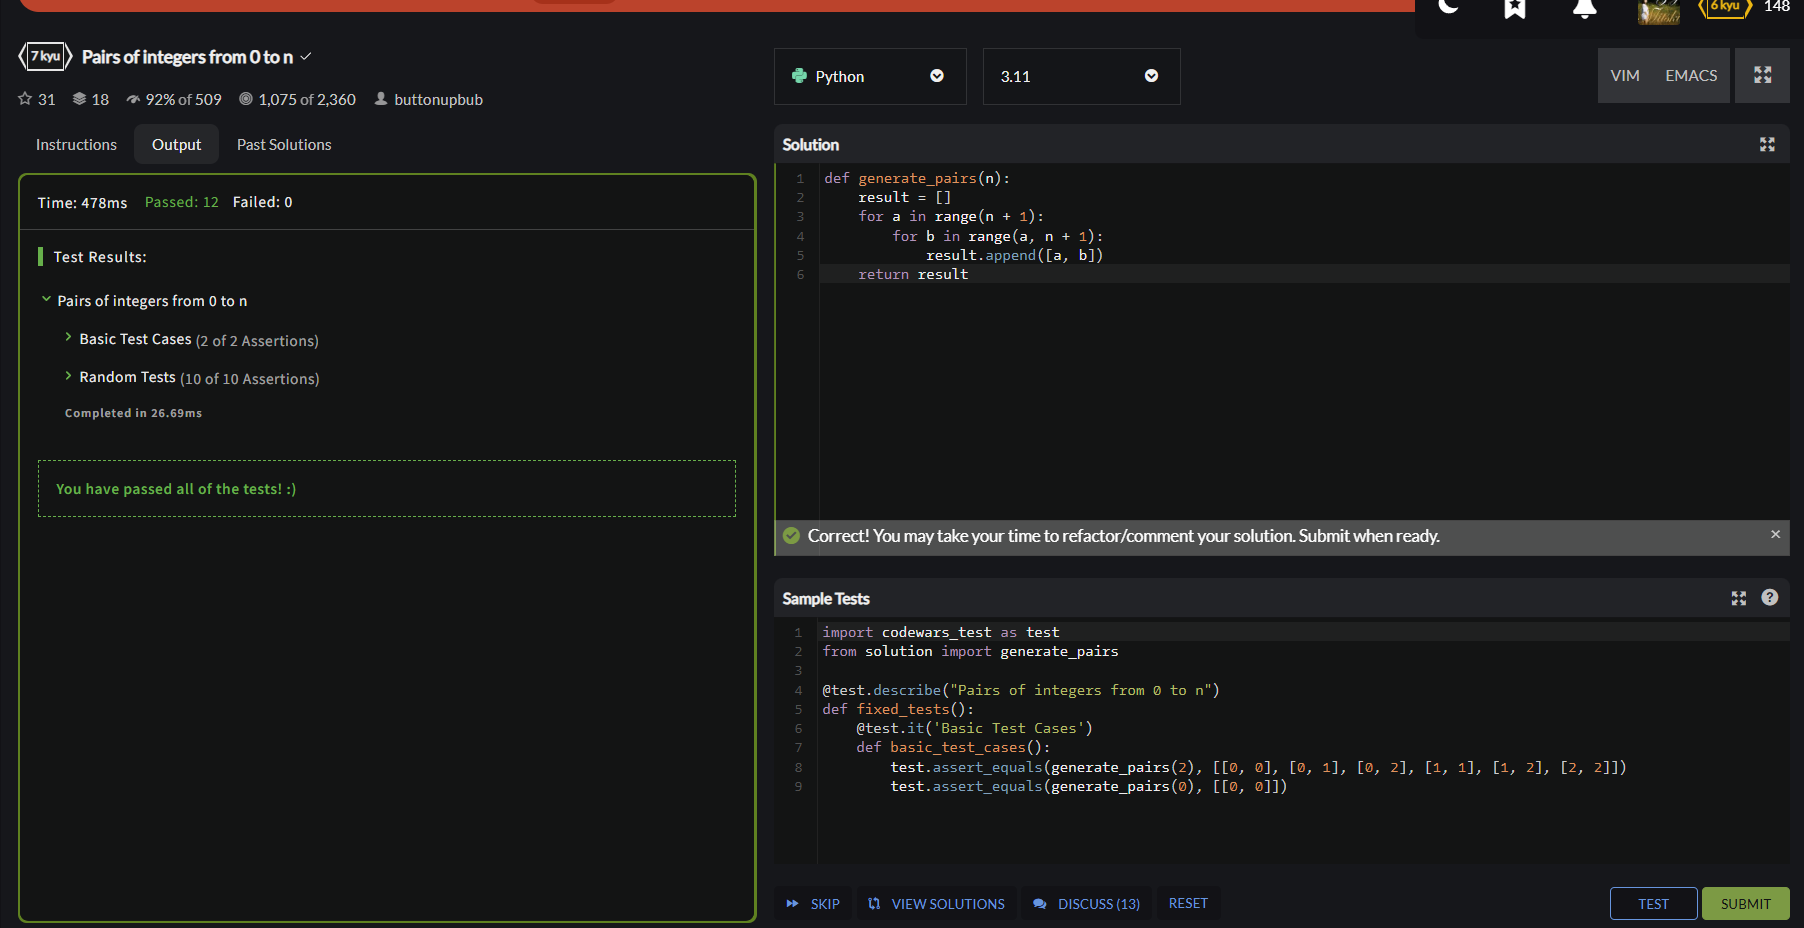 6 kyu 148
7 kyu Pairs of integers from 0 to n
31 18 92% of 509 1,075 of 2,360 buttonupbub
Instructions Output Past Solutions
Time: 478ms Passed: 12 Failed: 0
Test Results:
Pairs of integers from 0 to n
Basic Test Cases (2 of 2 Assertions)
Random Tests (10 of 10 Assertions)
Completed in 26.69ms
You have passed all of the tests! :)
Python 3.11 VIM EMACS
Solution
1 def generate_pairs(n):
2     result = []
3     for a in range(n + 1):
4         for b in range(a, n + 1):
5             result.append([a, b])
6     return result
Correct! You may take your time to refactor/comment your solution. Submit when ready.
Sample Tests
1 import codewars_test as test
2 from solution import generate_pairs
3
4 @test.describe("Pairs of integers from 0 to n")
5 def fixed_tests():
6     @test.it('Basic Test Cases')
7     def basic_test_cases():
8         test.assert_equals(generate_pairs(2), [[0, 0], [0, 1], [0, 2], [1, 1], [1, 2], [2, 2]])
9         test.assert_equals(generate_pairs(0), [[0, 0]])
SKIP VIEW SOLUTIONS DISCUSS (13) RESET TEST SUBMIT